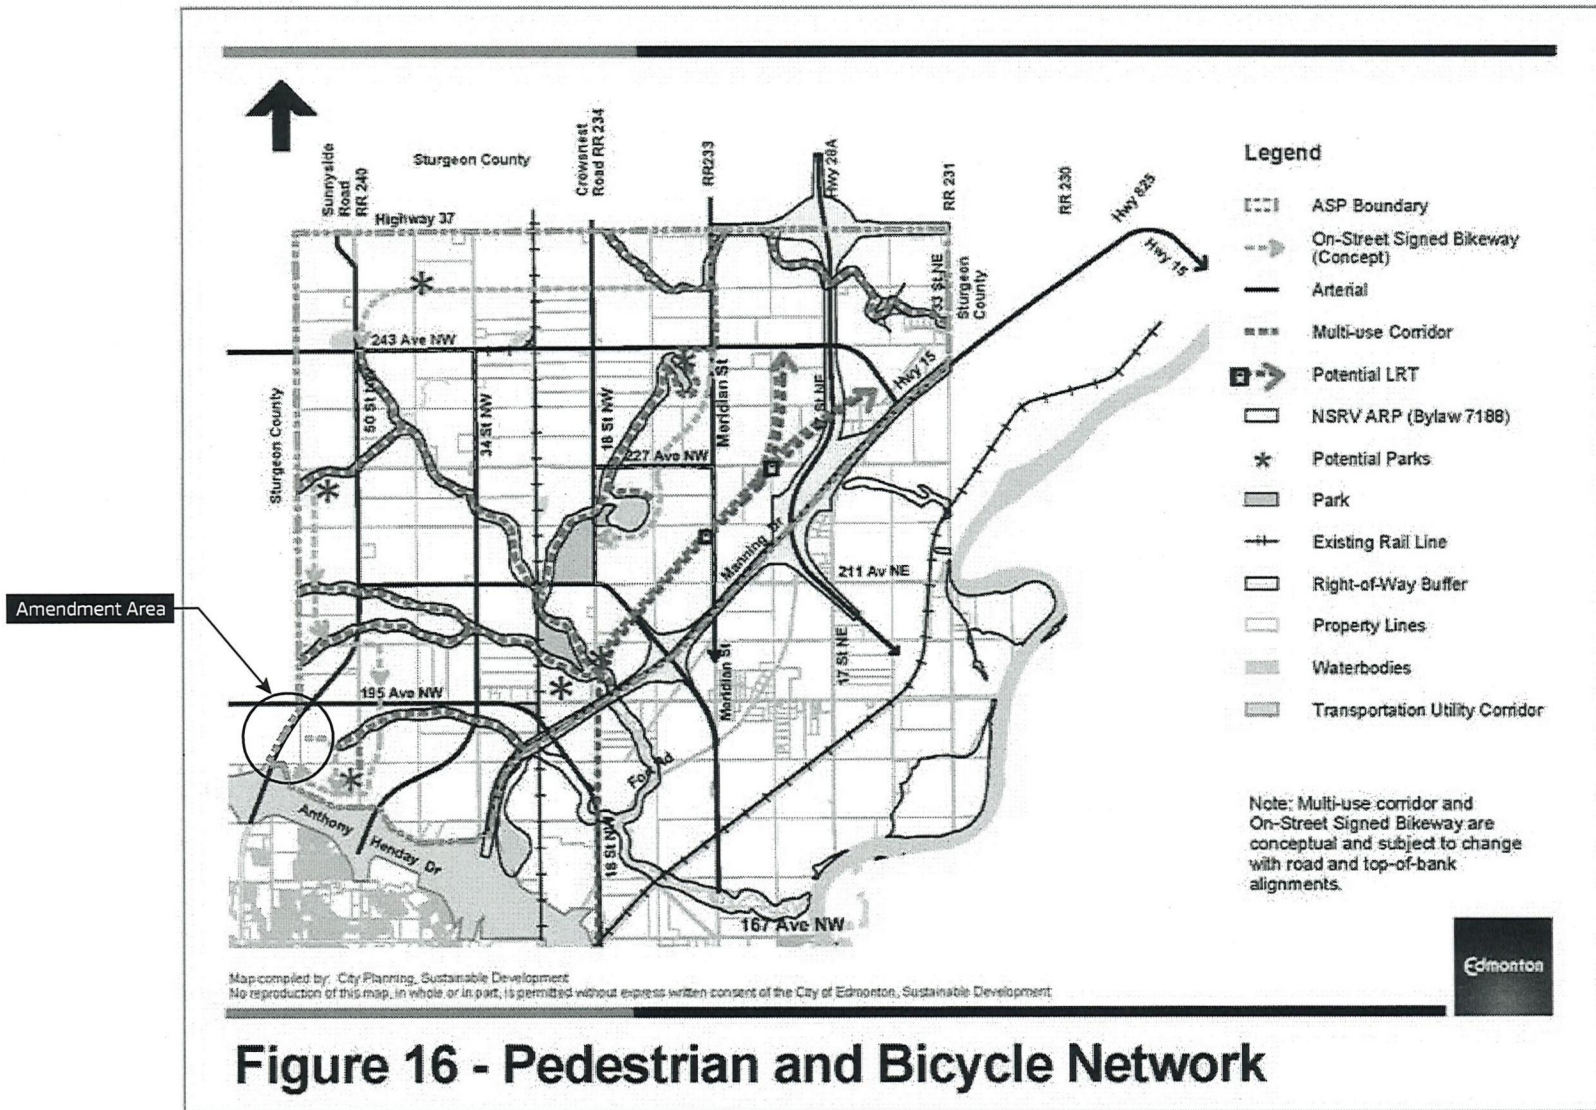 Sunnyside
Road
RR 240
Sturgeon County
Crowsnest
Road RR 234
RR233
Hwy 28A
RR 231
RR 230
Hwy 825
Hwy 15
Highway 37
33 St NE
Sturgeon
County
243 Ave NW
Hwy 15
Sturgeon County
50 St NW
34 St NW
18 St NW
Meridian St
St NE
227 Ave NW
Manning Dr
211 Av NE
Amendment Area
195 Ave NW
Meridian St
17 St NE
Fort Rd
Anthony
Henday Dr
18 St NW
167 Ave NW
Legend
ASP Boundary
On-Street Signed Bikeway
(Concept)
Arterial
Multi-use Corridor
Potential LRT
NSRV ARP (Bylaw 7188)
Potential Parks
Park
Existing Rail Line
Right-of-Way Buffer
Property Lines
Waterbodies
Transportation Utility Corridor
Note: Multi-use corridor and
On-Street Signed Bikeway are
conceptual and subject to change
with road and top-of-bank
alignments.
Edmonton
Map compiled by: City Planning, Sustainable Development
No reproduction of this map, in whole or in part, is permitted without express written consent of the City of Edmonton, Sustainable Development
Figure 16 - Pedestrian and Bicycle Network